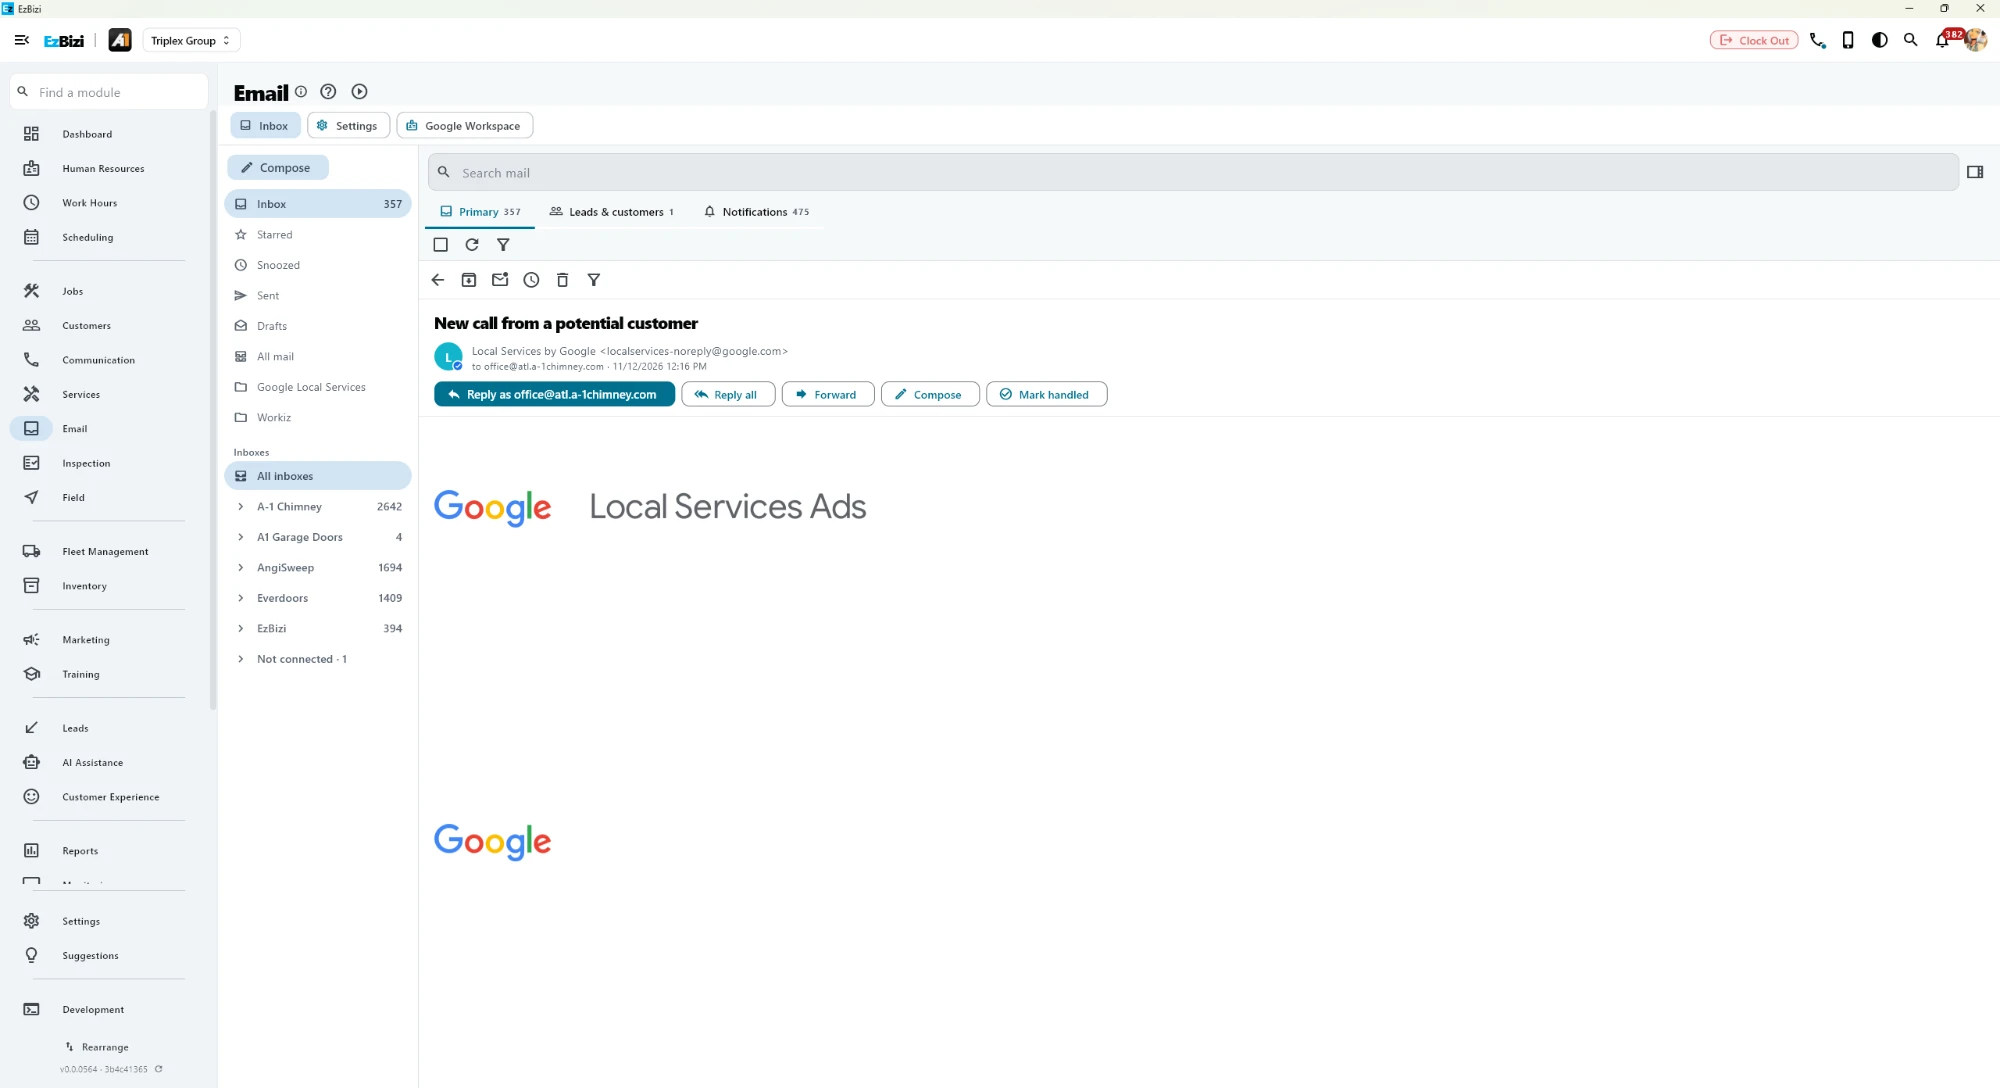 EzBizi
EzBizi
A1
Triplex Group
Clock Out
382
Find a module
Dashboard
Human Resources
Work Hours
Scheduling
Jobs
Customers
Communication
Services
Email
Inspection
Field
Fleet Management
Inventory
Marketing
Training
Leads
AI Assistance
Customer Experience
Reports
Settings
Suggestions
Development
Rearrange
v0.0.0564 - 3b4c41365
Email
Inbox
Settings
Google Workspace
Compose
Inbox 357
Starred
Snoozed
Sent
Drafts
All mail
Google Local Services
Workiz
Inboxes
All inboxes
A-1 Chimney 2642
A1 Garage Doors 4
AngiSweep 1694
Everdoors 1409
EzBizi 394
Not connected · 1
Search mail
Primary 357
Leads & customers 1
Notifications 475
New call from a potential customer
L
Local Services by Google <localservices-noreply@google.com>
to office@atl.a-1chimney.com · 11/12/2026 12:16 PM
Reply as office@atl.a-1chimney.com
Reply all
Forward
Compose
Mark handled
Google Local Services Ads
Google